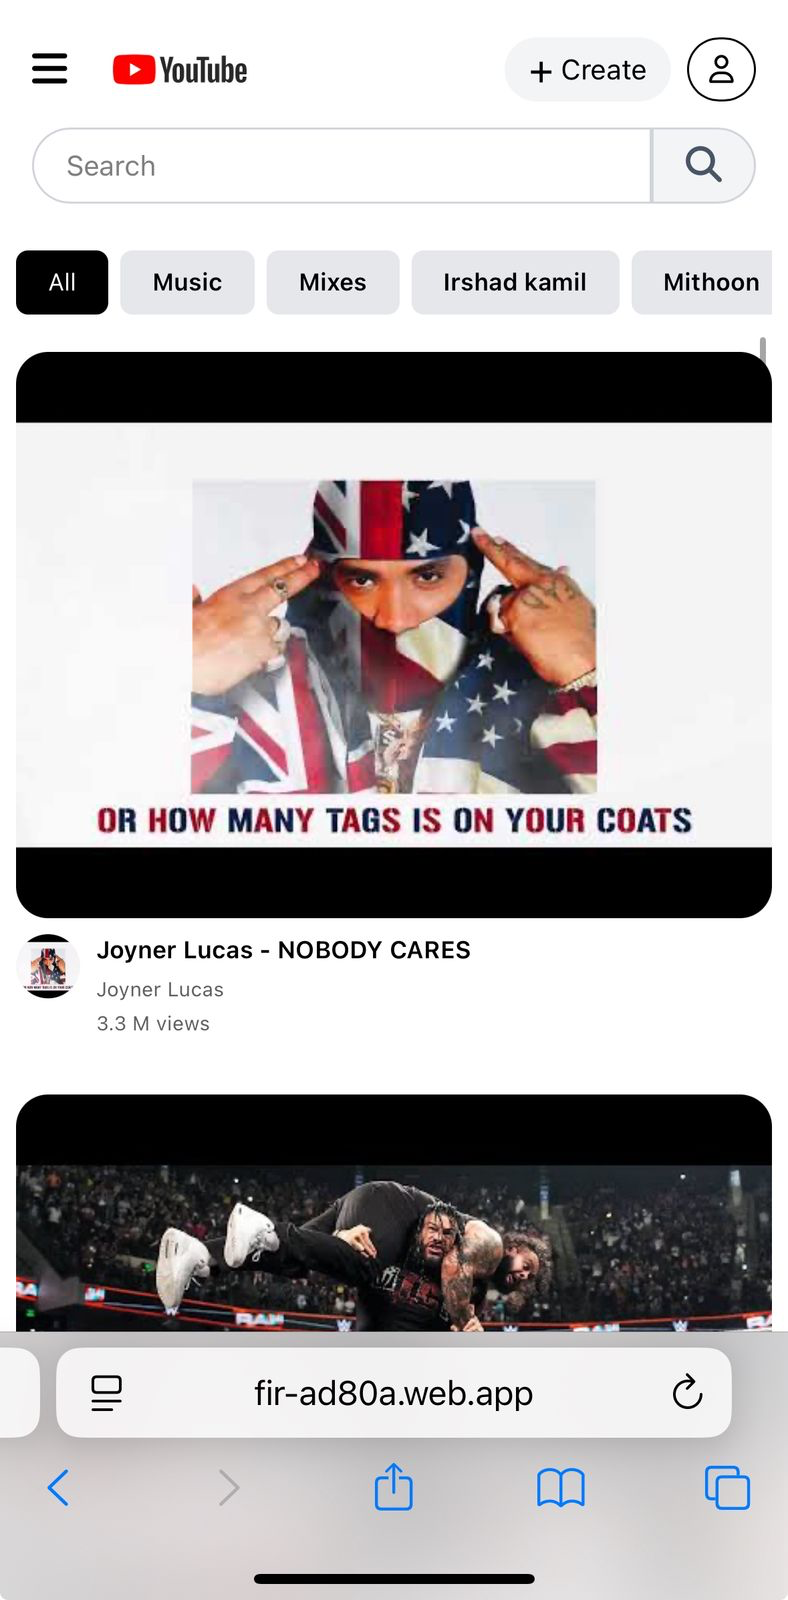 YouTube
+ Create
Search
All
Music
Mixes
Irshad kamil
Mithoon
OR HOW MANY TAGS IS ON YOUR COATS
Joyner Lucas - NOBODY CARES
Joyner Lucas
3.3 M views
RAW
fir-ad80a.web.app